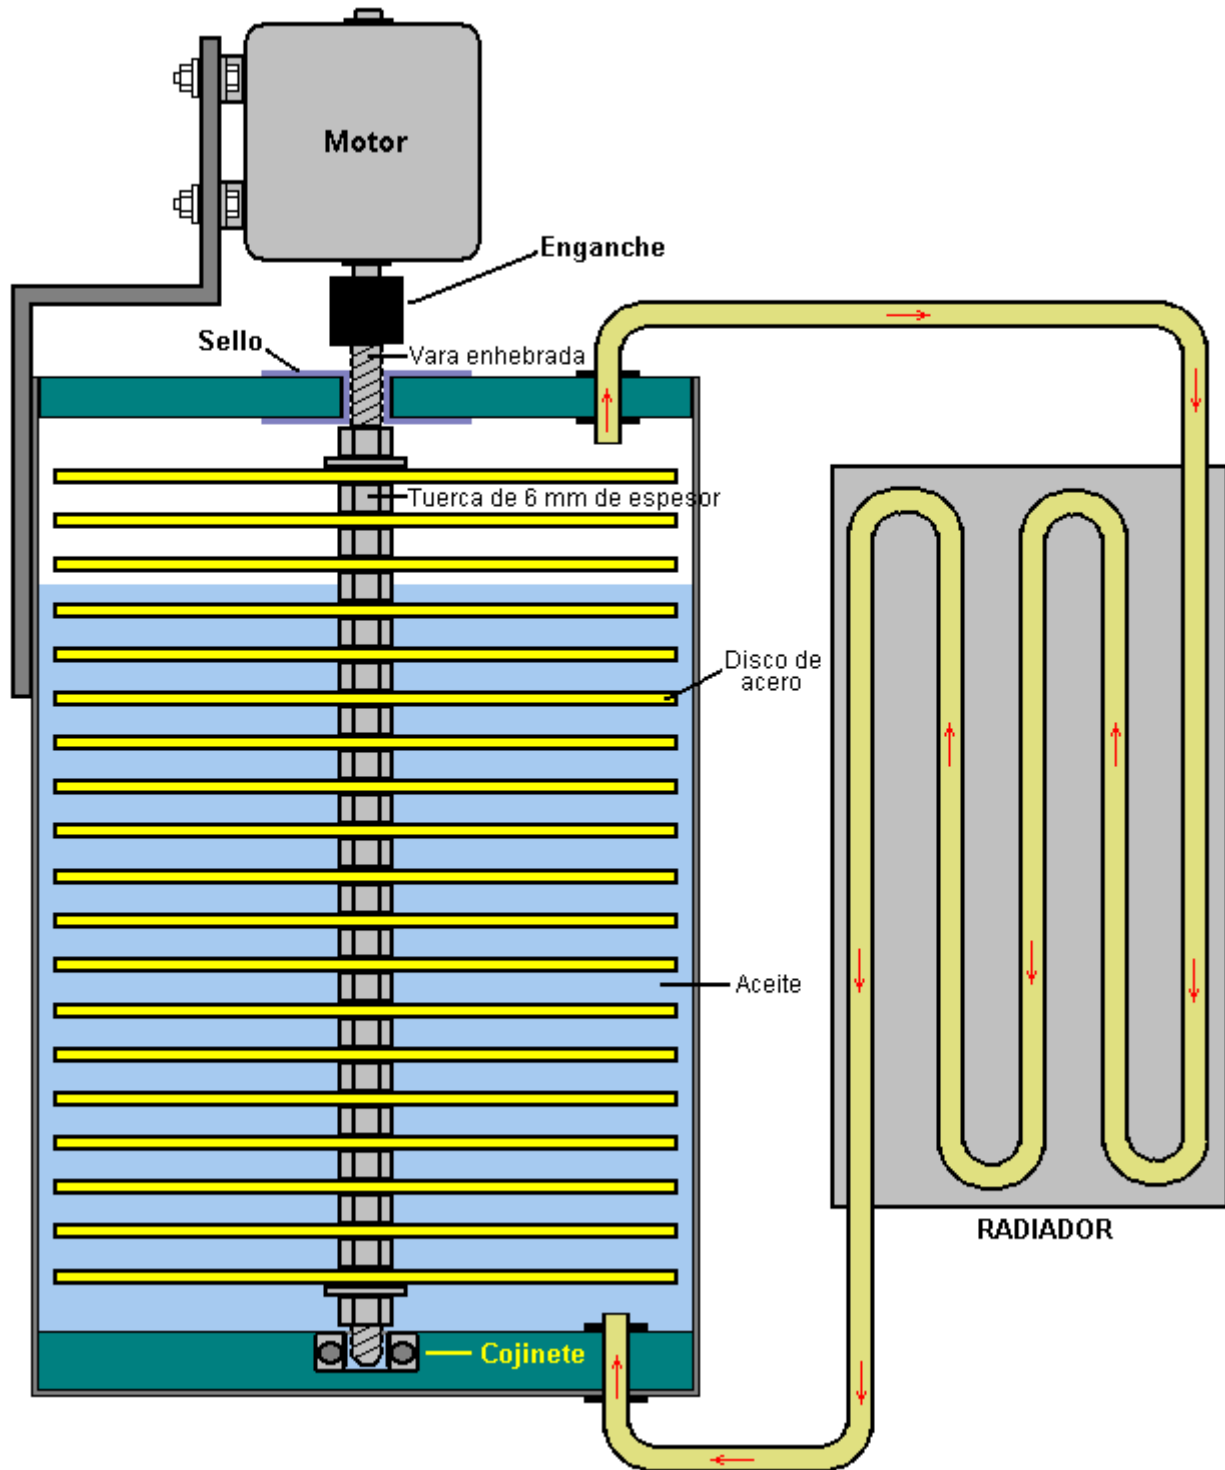 Motor
Enganche
Sello
Vara enhebrada
Tuerca de 6 mm de espesor
Disco de
acero
Aceite
RADIADOR
Cojinete